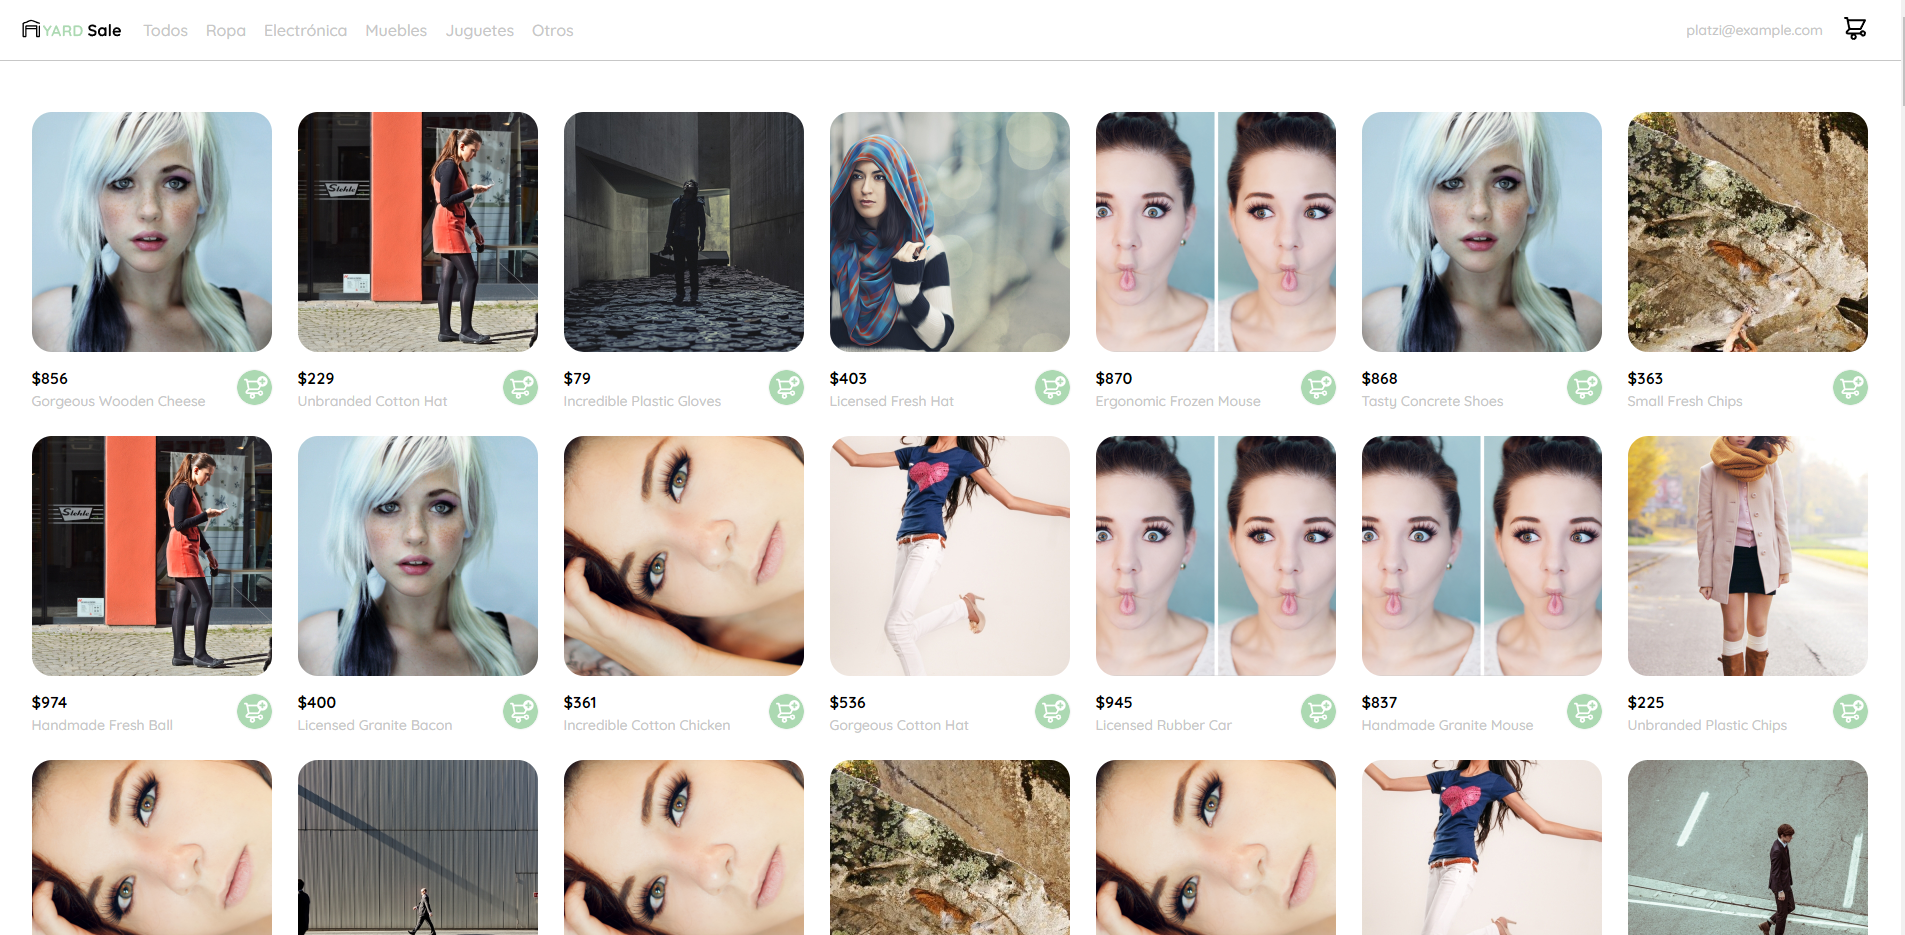 YARD Sale Todos Ropa Electrónica Muebles Juguetes Otros platzi@example.com
Stehle
$856 $229 $79 $403 $870 $868 $363
Gorgeous Wooden Cheese Unbranded Cotton Hat Incredible Plastic Gloves Licensed Fresh Hat Ergonomic Frozen Mouse Tasty Concrete Shoes Small Fresh Chips
Stehle
$974 $400 $361 $536 $945 $837 $225
Handmade Fresh Ball Licensed Granite Bacon Incredible Cotton Chicken Gorgeous Cotton Hat Licensed Rubber Car Handmade Granite Mouse Unbranded Plastic Chips